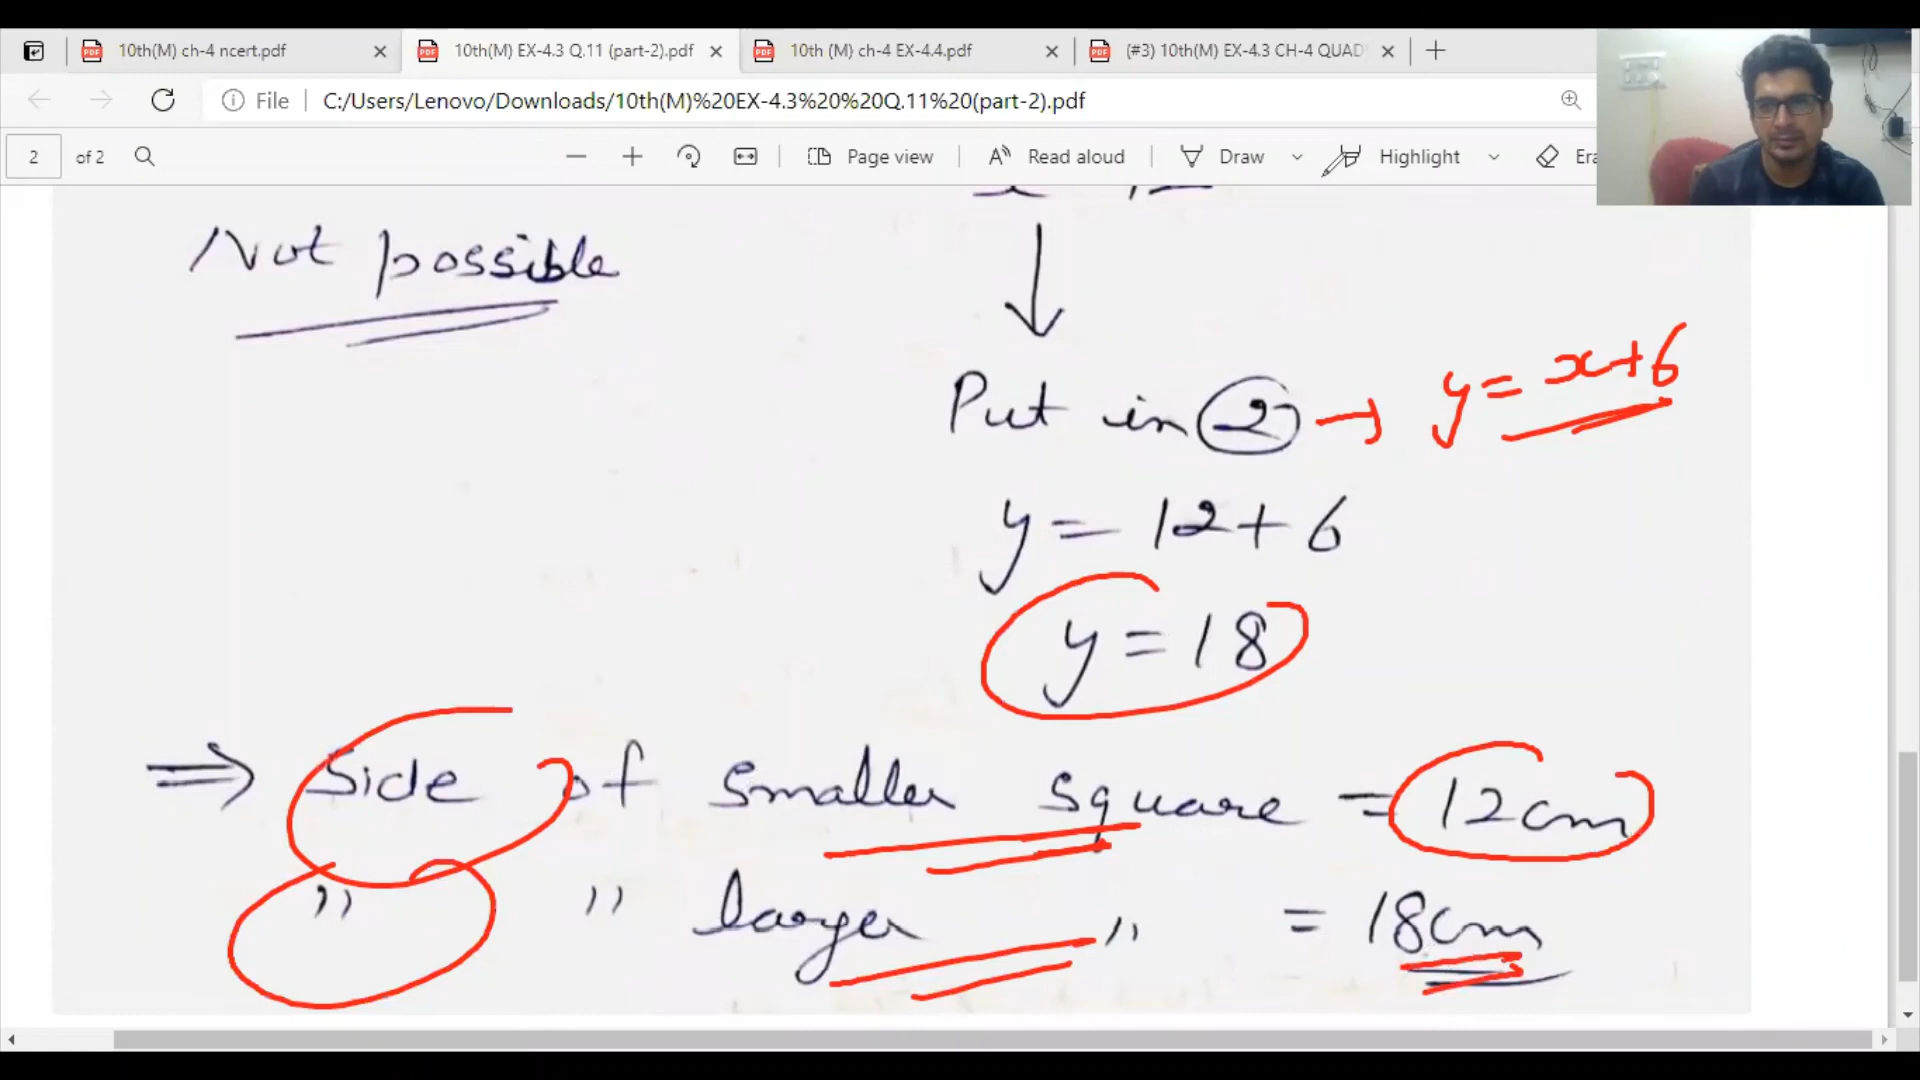 10th(M) ch-4 ncert.pdf
10th(M) EX-4.3 Q.11 (part-2).pdf
10th (M) ch-4 EX-4.4.pdf
(#3) 10th(M) EX-4.3 CH-4 QUAD
File
C:/Users/Lenovo/Downloads/10th(M)%20EX-4.3%20%20Q.11%20(part-2).pdf
2 of 2
Page view
Read aloud
Draw
Highlight
Era
Not possible
Put in 2 → y = x+6
y = 12 + 6
y = 18
⇒ Side of smaller square = 12cm
" " larger " = 18cm